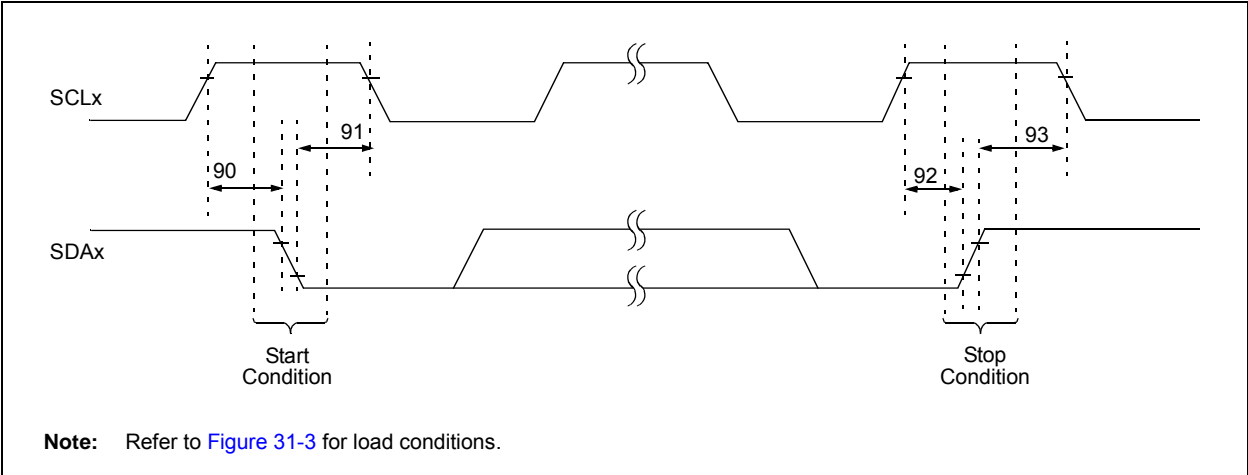 SCLx
91
93
90
92
SDAx
Start
Condition
Stop
Condition
Note: Refer to Figure 31-3 for load conditions.